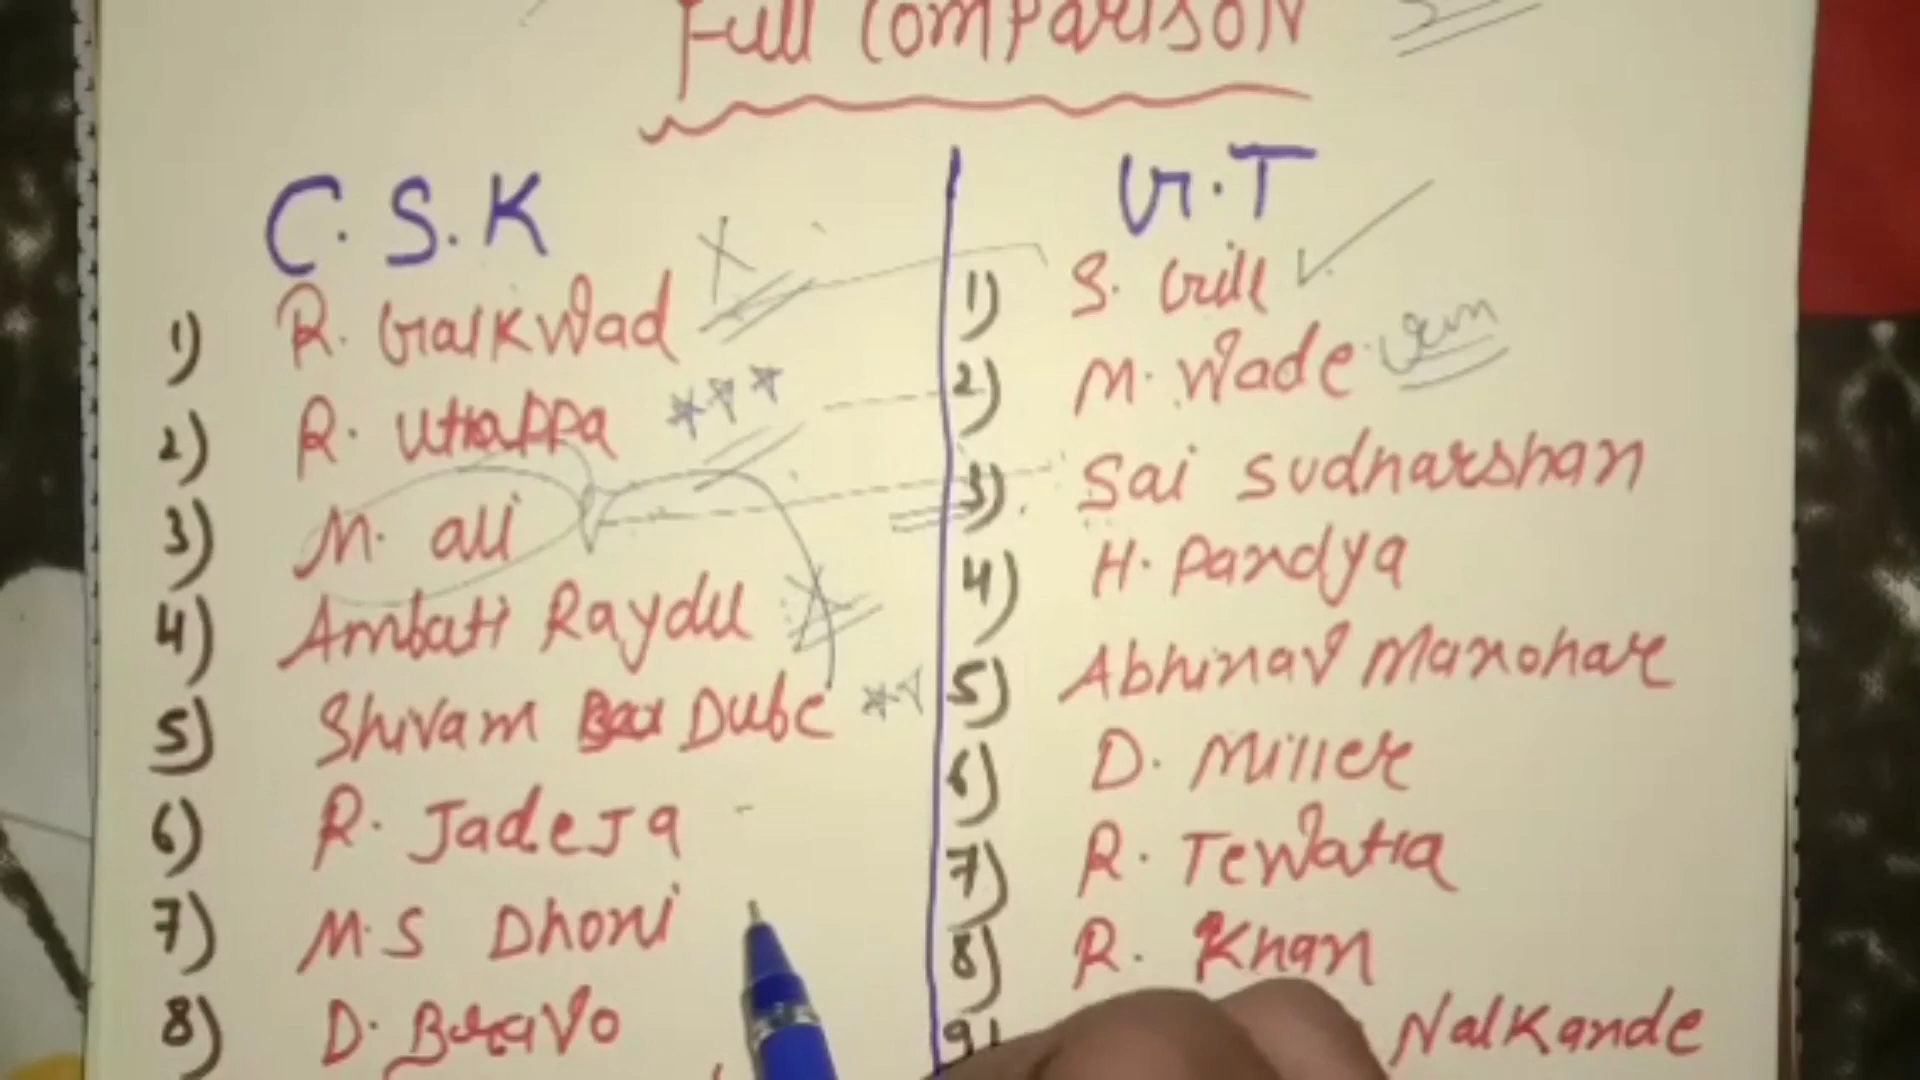 Full Comparison
C.S.K
1) R. Gaikwad
2) R. Uthappa
3) M. ali
4) Ambati Raydu
5) Shivam Dube
6) R. Jadeja
7) M.S Dhoni
8) D. Bravo
G.T
1) S. Gill
2) M. Wade
3) Sai Sudharshan
4) H. Pandya
5) Abhinav Manohar
6) D. Miller
7) R. Tewatia
8) R. Khan
9) Nalkande